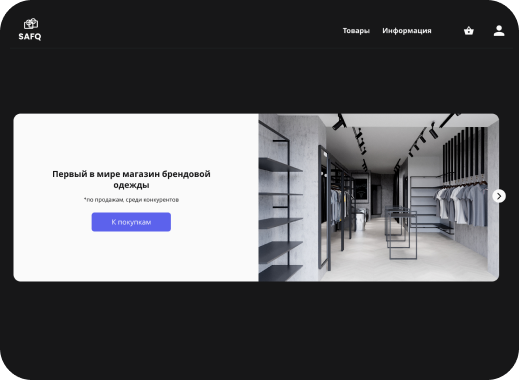 SAFQ
Товары Информация
Первый в мире магазин брендовой
одежды
*по продажам, среди конкурентов
К покупкам